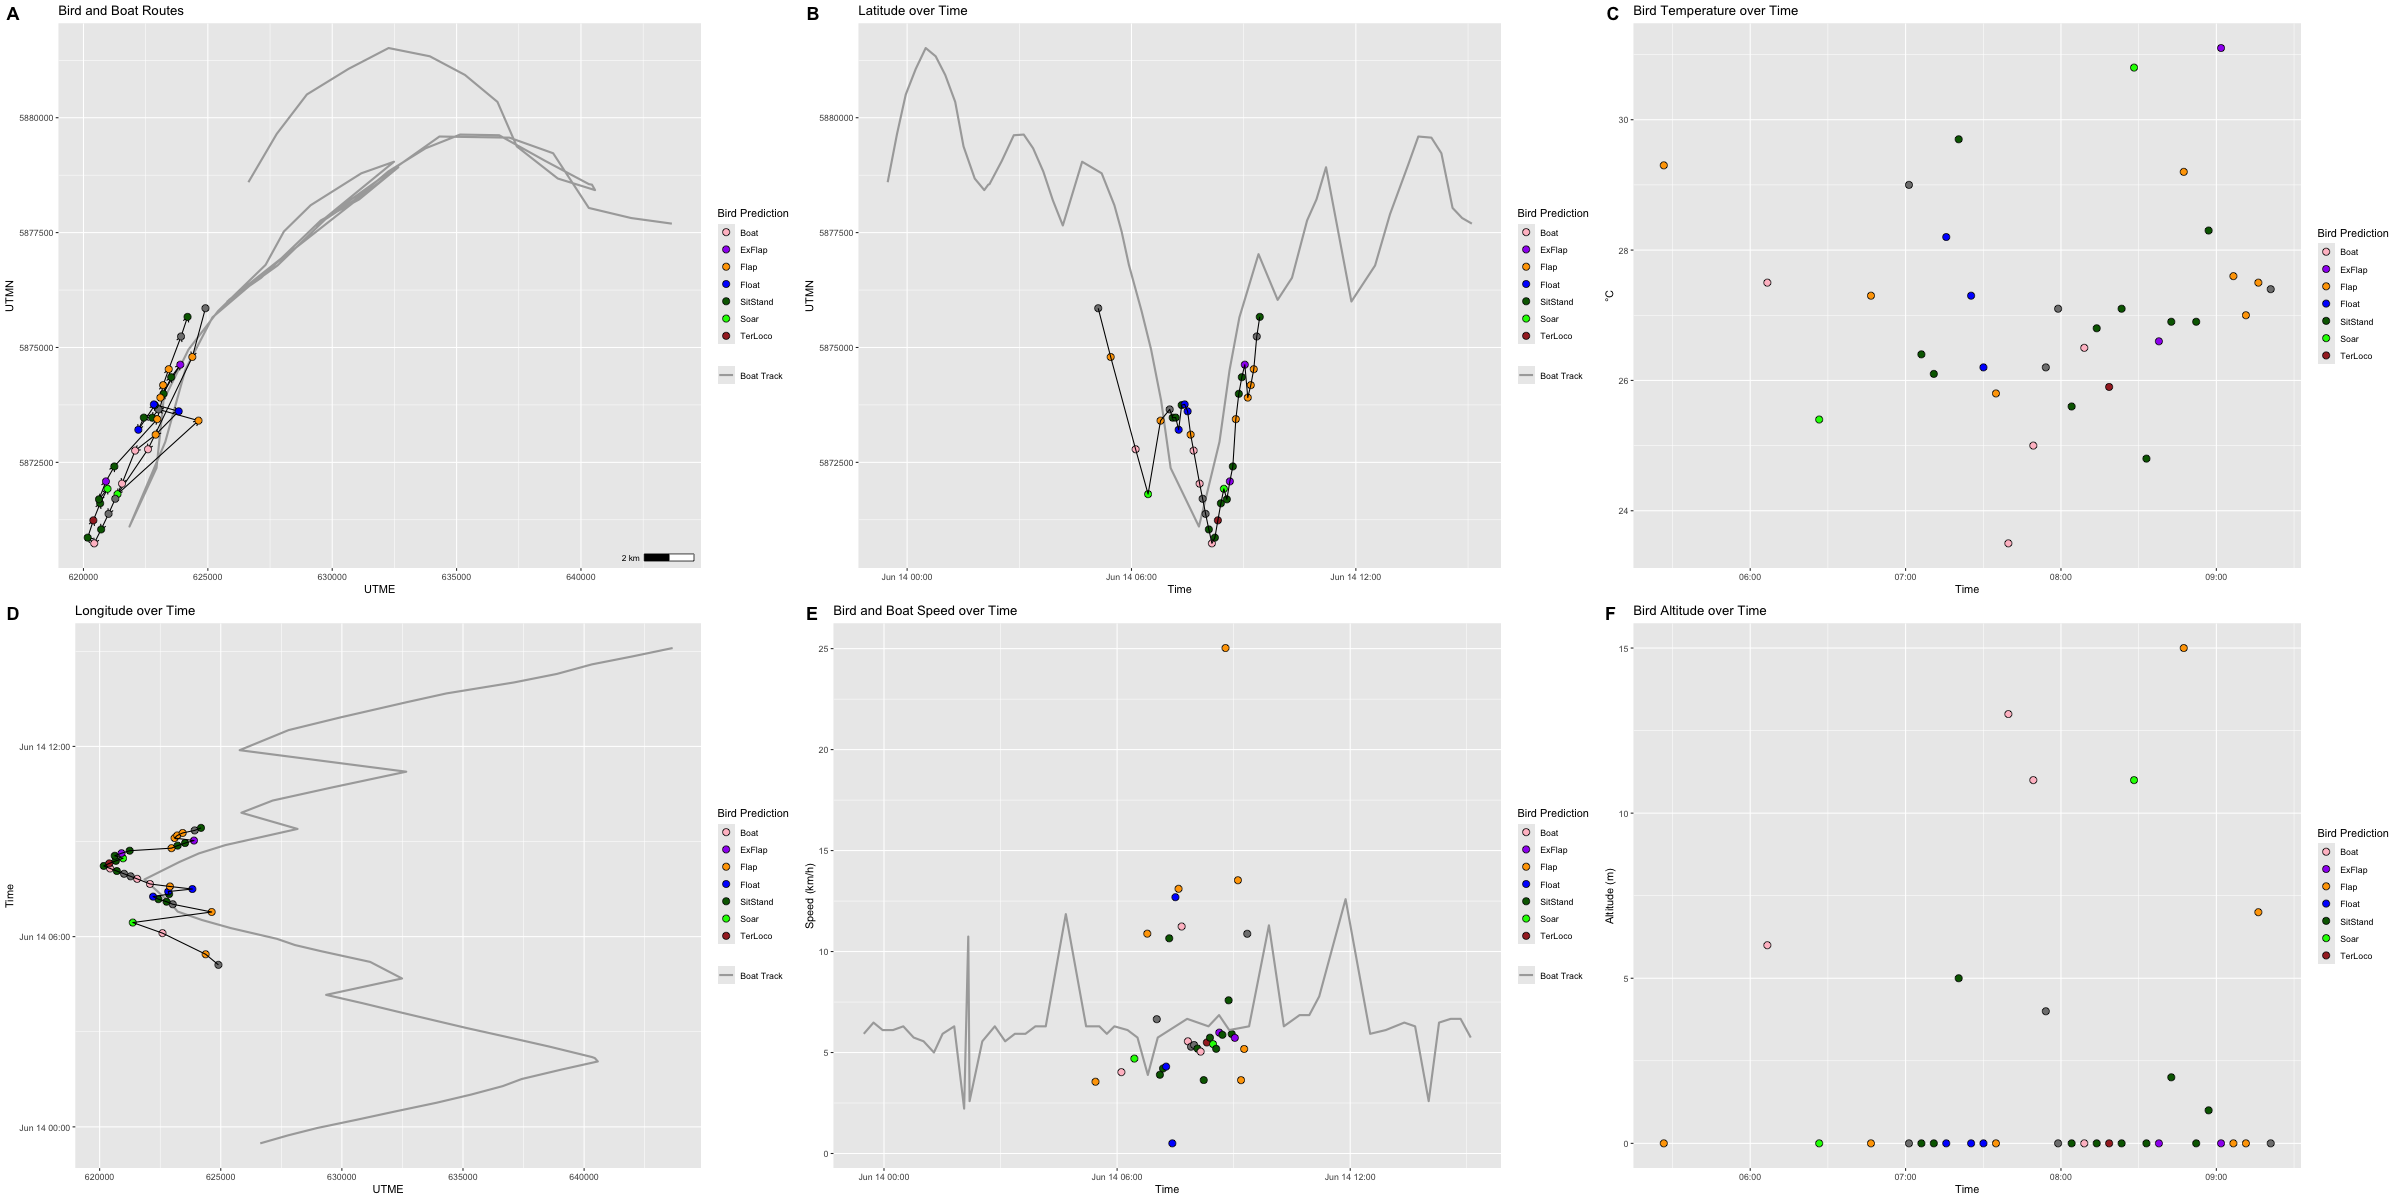 A Bird and Boat Routes
5880000
5877500
5875000
5872500
UTMN
620000 625000 630000 635000 640000
UTME
2 km
Bird Prediction
Boat
ExFlap
Flap
Float
SitStand
Soar
TerLoco
Boat Track
B Latitude over Time
5880000
5877500
5875000
5872500
UTMN
Jun 14 00:00 Jun 14 06:00 Jun 14 12:00
Time
Bird Prediction
Boat
ExFlap
Flap
Float
SitStand
Soar
TerLoco
Boat Track
C Bird Temperature over Time
30
28
26
24
°C
06:00 07:00 08:00 09:00
Time
Bird Prediction
Boat
ExFlap
Flap
Float
SitStand
Soar
TerLoco
D Longitude over Time
Jun 14 12:00
Jun 14 06:00
Jun 14 00:00
Time
620000 625000 630000 635000 640000
UTME
Bird Prediction
Boat
ExFlap
Flap
Float
SitStand
Soar
TerLoco
Boat Track
E Bird and Boat Speed over Time
25
20
15
10
5
0
Speed (km/h)
Jun 14 00:00 Jun 14 06:00 Jun 14 12:00
Time
Bird Prediction
Boat
ExFlap
Flap
Float
SitStand
Soar
TerLoco
Boat Track
F Bird Altitude over Time
15
10
5
0
Altitude (m)
06:00 07:00 08:00 09:00
Time
Bird Prediction
Boat
ExFlap
Flap
Float
SitStand
Soar
TerLoco